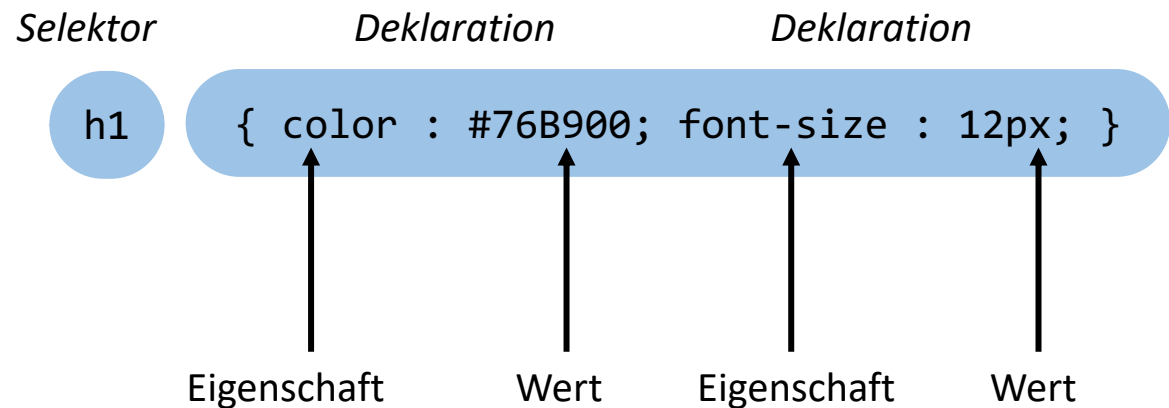 Selektor Deklaration Deklaration
h1 { color : #76B900; font-size : 12px; }
Eigenschaft Wert Eigenschaft Wert